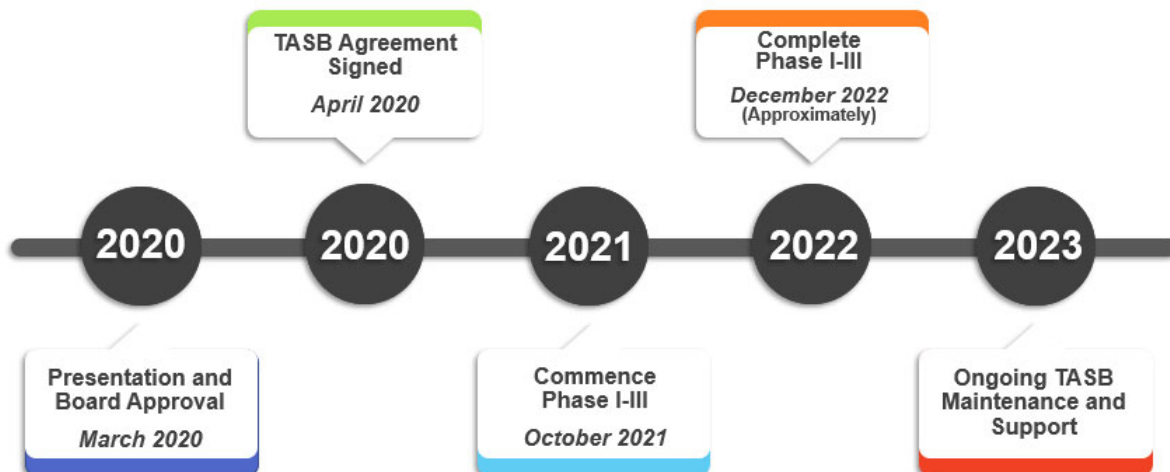 TASB Agreement
Signed
April 2020
Complete
Phase I-III
December 2022
(Approximately)
2020
2020
2021
2022
2023
Presentation and
Board Approval
March 2020
Commence
Phase I-III
October 2021
Ongoing TASB
Maintenance and
Support